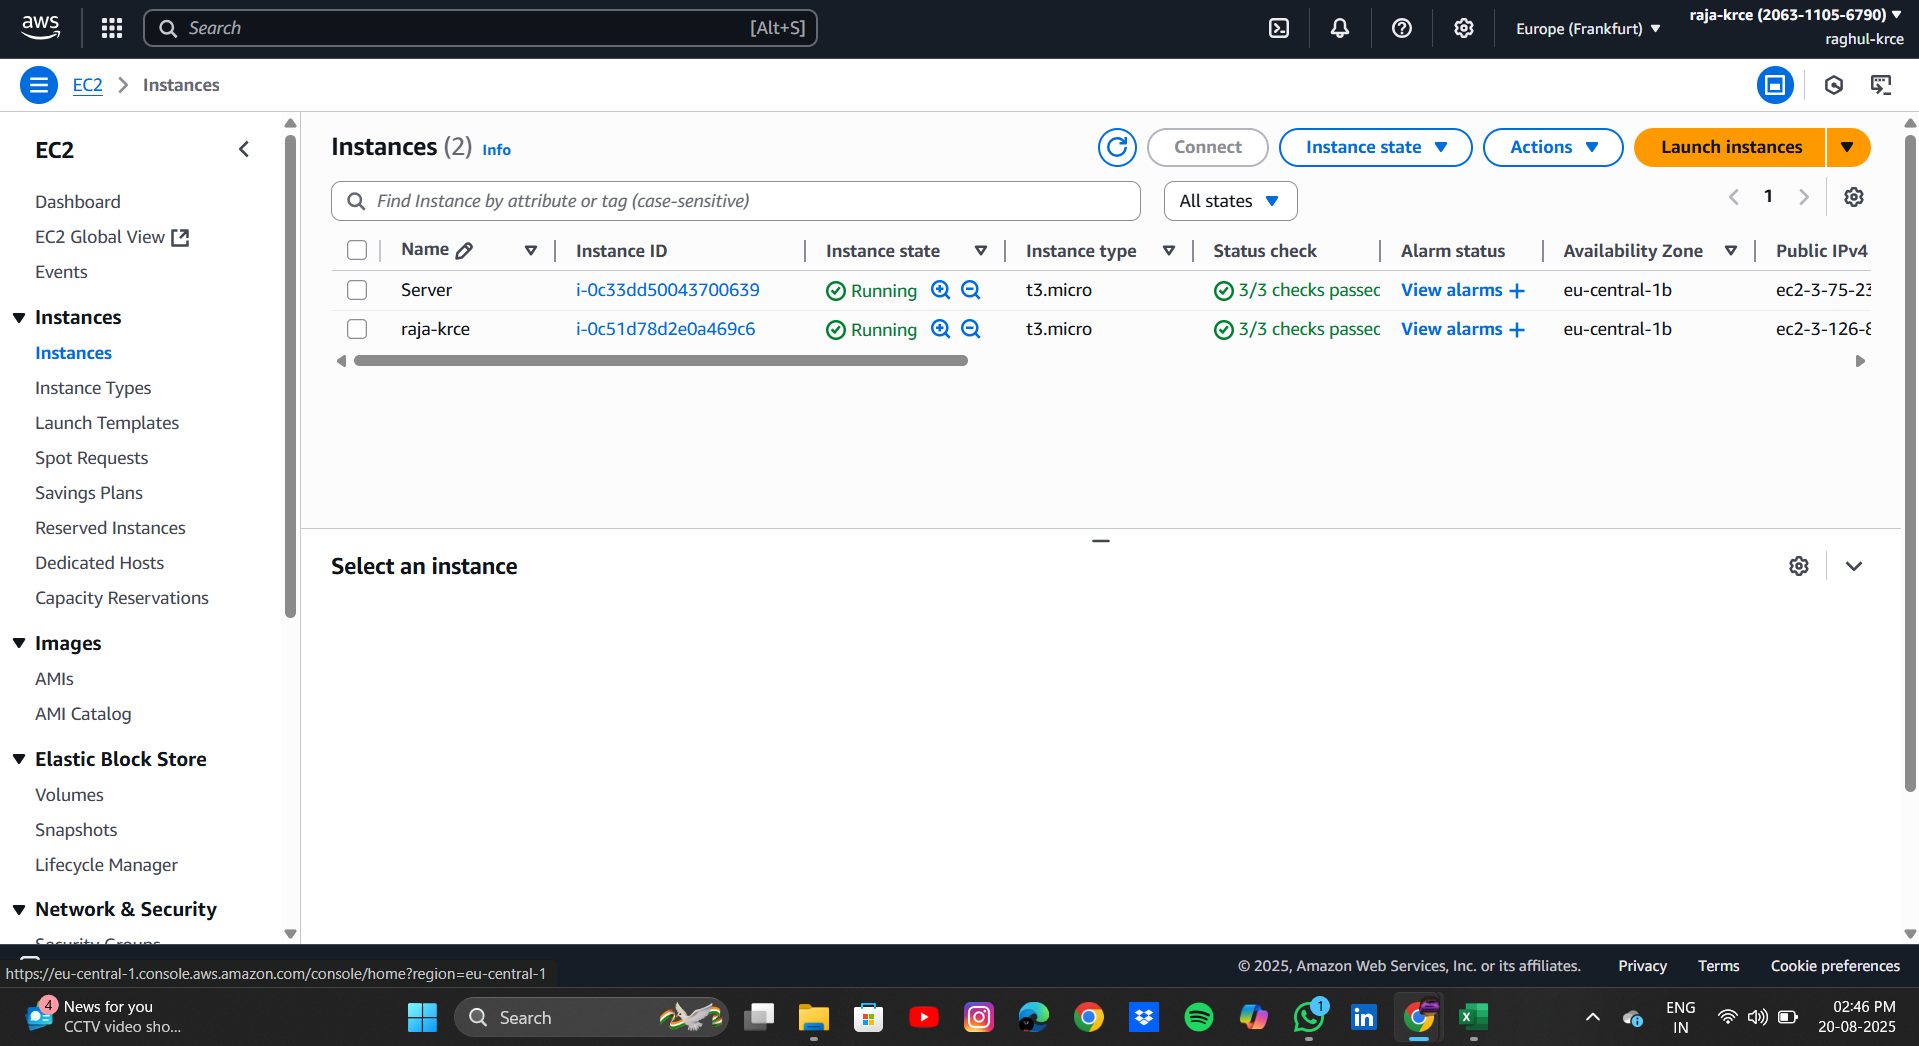 aws
Search
[Alt+S]
Europe (Frankfurt)
raja-krce (2063-1105-6790)
raghul-krce
EC2
Instances
EC2
Dashboard
EC2 Global View
Events
Instances
Instances
Instance Types
Launch Templates
Spot Requests
Savings Plans
Reserved Instances
Dedicated Hosts
Capacity Reservations
Images
AMIs
AMI Catalog
Elastic Block Store
Volumes
Snapshots
Lifecycle Manager
Network & Security
Security Groups
Instances (2) Info
Connect
Instance state
Actions
Launch instances
Find Instance by attribute or tag (case-sensitive)
All states
1
Name Instance ID Instance state Instance type Status check Alarm status Availability Zone Public IPv4
Server i-0c33dd50043700639 Running t3.micro 3/3 checks passec View alarms eu-central-1b ec2-3-75-23
raja-krce i-0c51d78d2e0a469c6 Running t3.micro 3/3 checks passec View alarms eu-central-1b ec2-3-126-8
Select an instance
https://eu-central-1.console.aws.amazon.com/console/home?region=eu-central-1
© 2025, Amazon Web Services, Inc. or its affiliates. Privacy Terms Cookie preferences
4
News for you
CCTV video sho...
Search
1
ENG
IN
02:46 PM
20-08-2025